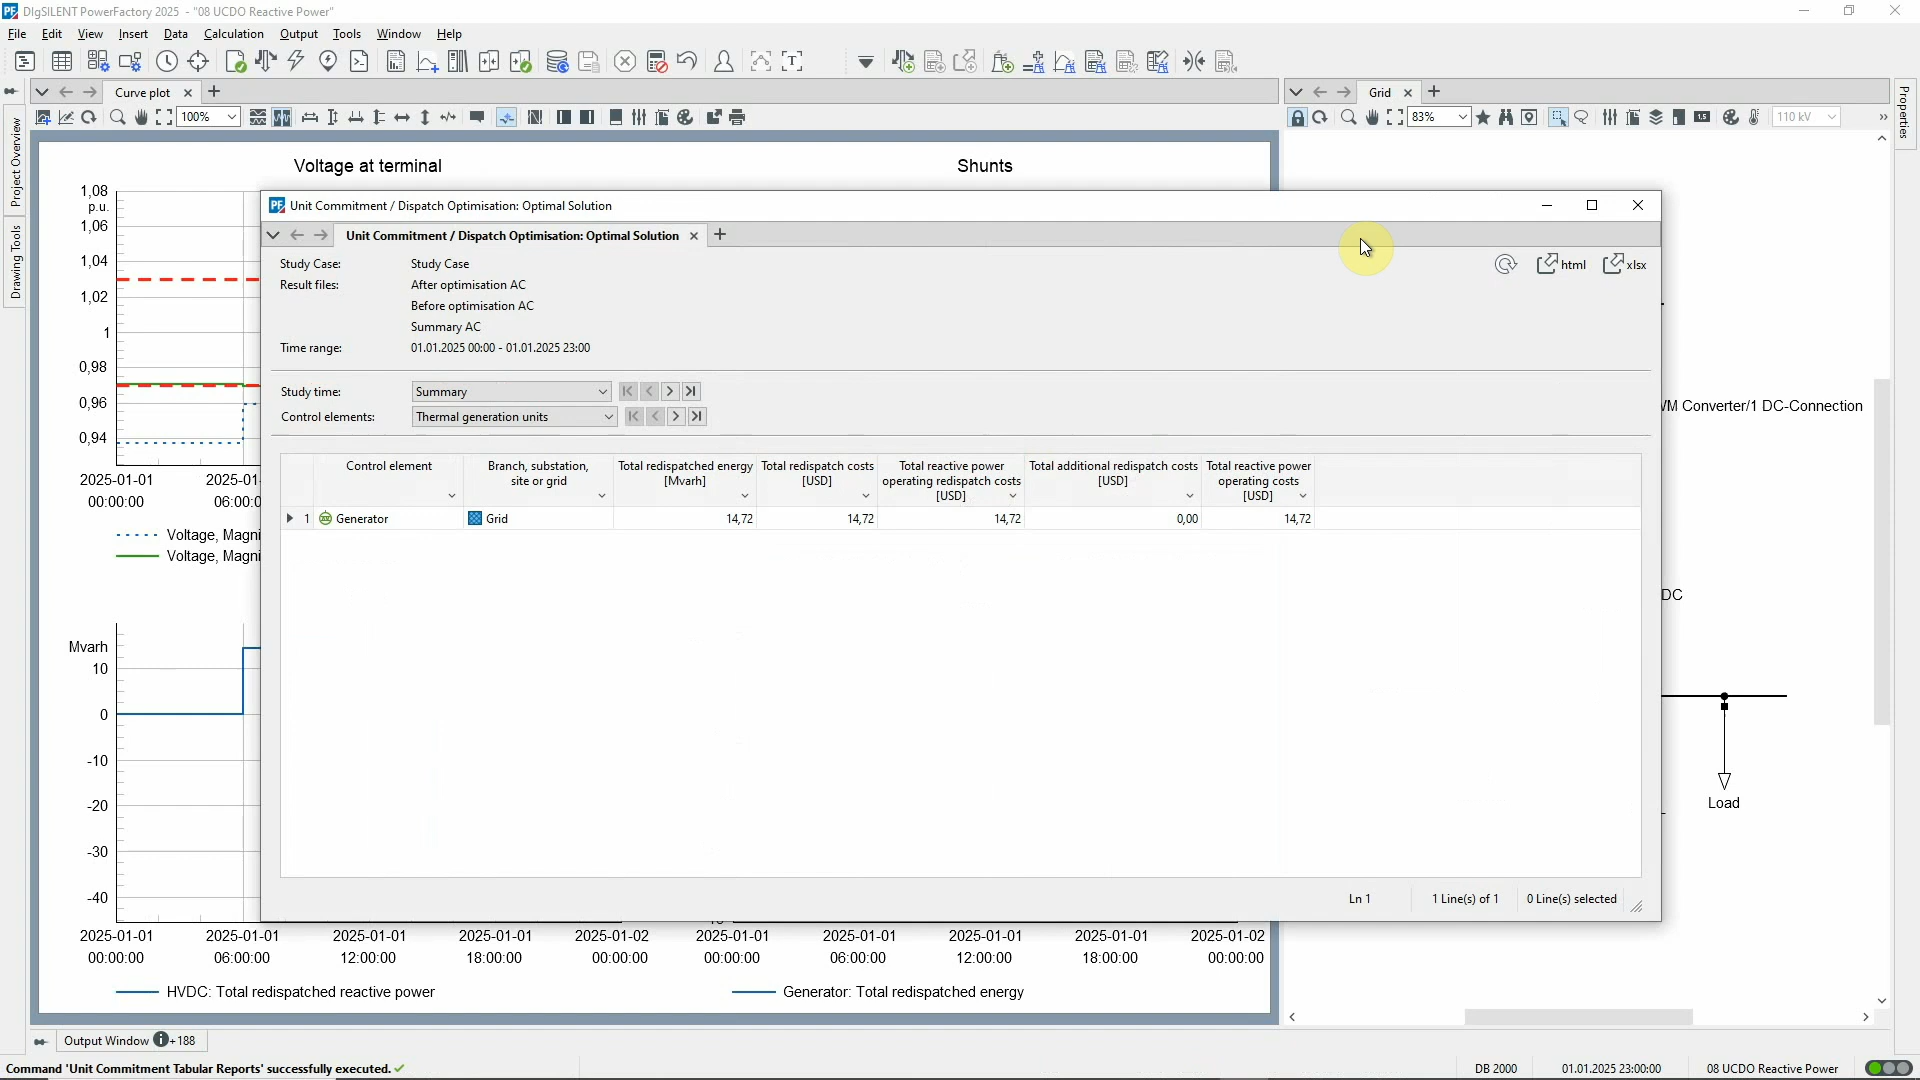 DIgSILENT PowerFactory 2025 - "08 UCDO Reactive Power"
File Edit View Insert Data Calculation Output Tools Window Help
Curve plot
Grid
100%
83%
1.5
110 kV
Project Overview
Drawing Tools
Properties
Voltage at terminal
Shunts
1,08
p.u.
1,06
1,04
1,02
1
0,98
0,96
0,94
2025-01-01
00:00:00
2025-01
06:00:0
Voltage, Magni
Voltage, Magni
Unit Commitment / Dispatch Optimisation: Optimal Solution
Unit Commitment / Dispatch Optimisation: Optimal Solution
Study Case: Study Case
html
xlsx
Result files: After optimisation AC
Before optimisation AC
Summary AC
Time range: 01.01.2025 00:00 - 01.01.2025 23:00
Study time: Summary
Control elements: Thermal generation units
Control element
Branch, substation,
site or grid
Total redispatched energy
[Mvarh]
Total redispatch costs
[USD]
Total reactive power
operating redispatch costs
[USD]
Total additional redispatch costs
[USD]
Total reactive power
operating costs
[USD]
1 Generator Grid 14,72 14,72 14,72 0,00 14,72
Ln 1
1 Line(s) of 1
0 Line(s) selected
VM Converter/1 DC-Connection
DC
Load
Mvarh
10
0
-10
-20
-30
-40
2025-01-01 2025-01-01 2025-01-01 2025-01-01 2025-01-02 2025-01-01 2025-01-01 2025-01-01 2025-01-01 2025-01-02
00:00:00 06:00:00 12:00:00 18:00:00 00:00:00 00:00:00 06:00:00 12:00:00 18:00:00 00:00:00
HVDC: Total redispatched reactive power
Generator: Total redispatched energy
Output Window +188
Command 'Unit Commitment Tabular Reports' successfully executed.
DB 2000
01.01.2025 23:00:00
08 UCDO Reactive Power